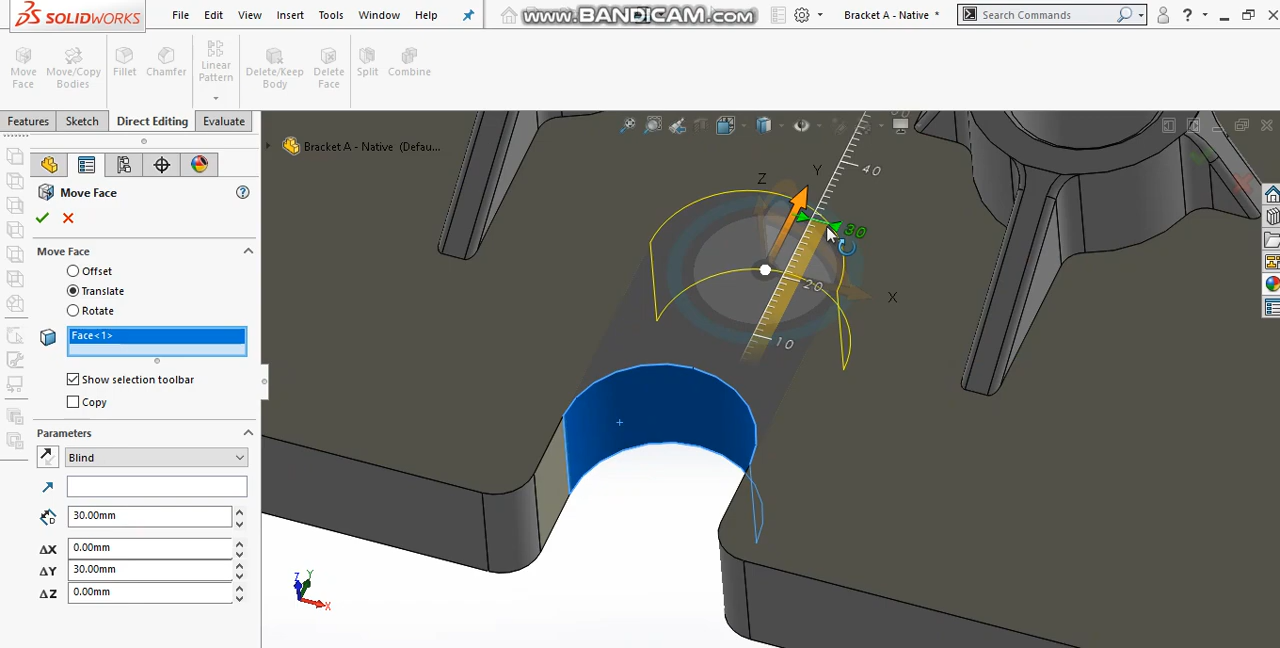 SOLIDWORKS
File Edit View Insert Tools Window Help
www.BANDICAM.com
Bracket A - Native *
Search Commands
?
Move Face
Move/Copy Bodies
Fillet
Chamfer
Linear Pattern
Delete/Keep Body
Delete Face
Split
Combine
Features Sketch Direct Editing Evaluate
Bracket A - Native (Defau...
Move Face
?
Move Face
Offset
Translate
Rotate
Face<1>
Show selection toolbar
Copy
Parameters
Blind
30.00mm
ΔX 0.00mm
ΔY 30.00mm
ΔZ 0.00mm
40
Y
Z
30
20
X
10
Z Y
X